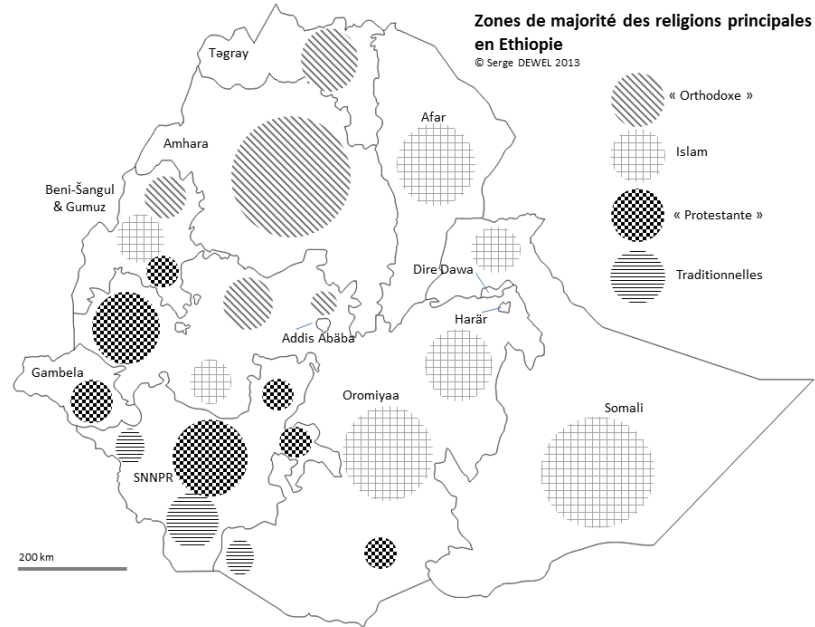 Zones de majorité des religions principales
en Ethiopie
© Serge DEWEL 2013
« Orthodoxe »
Islam
« Protestante »
Traditionnelles
Təgray
Afar
Amhara
Beni-Šangul
& Gumuz
Dire Dawa
Harär
Addis Abäba
Gambela
Oromiyaa
Somali
SNNPR
200 km